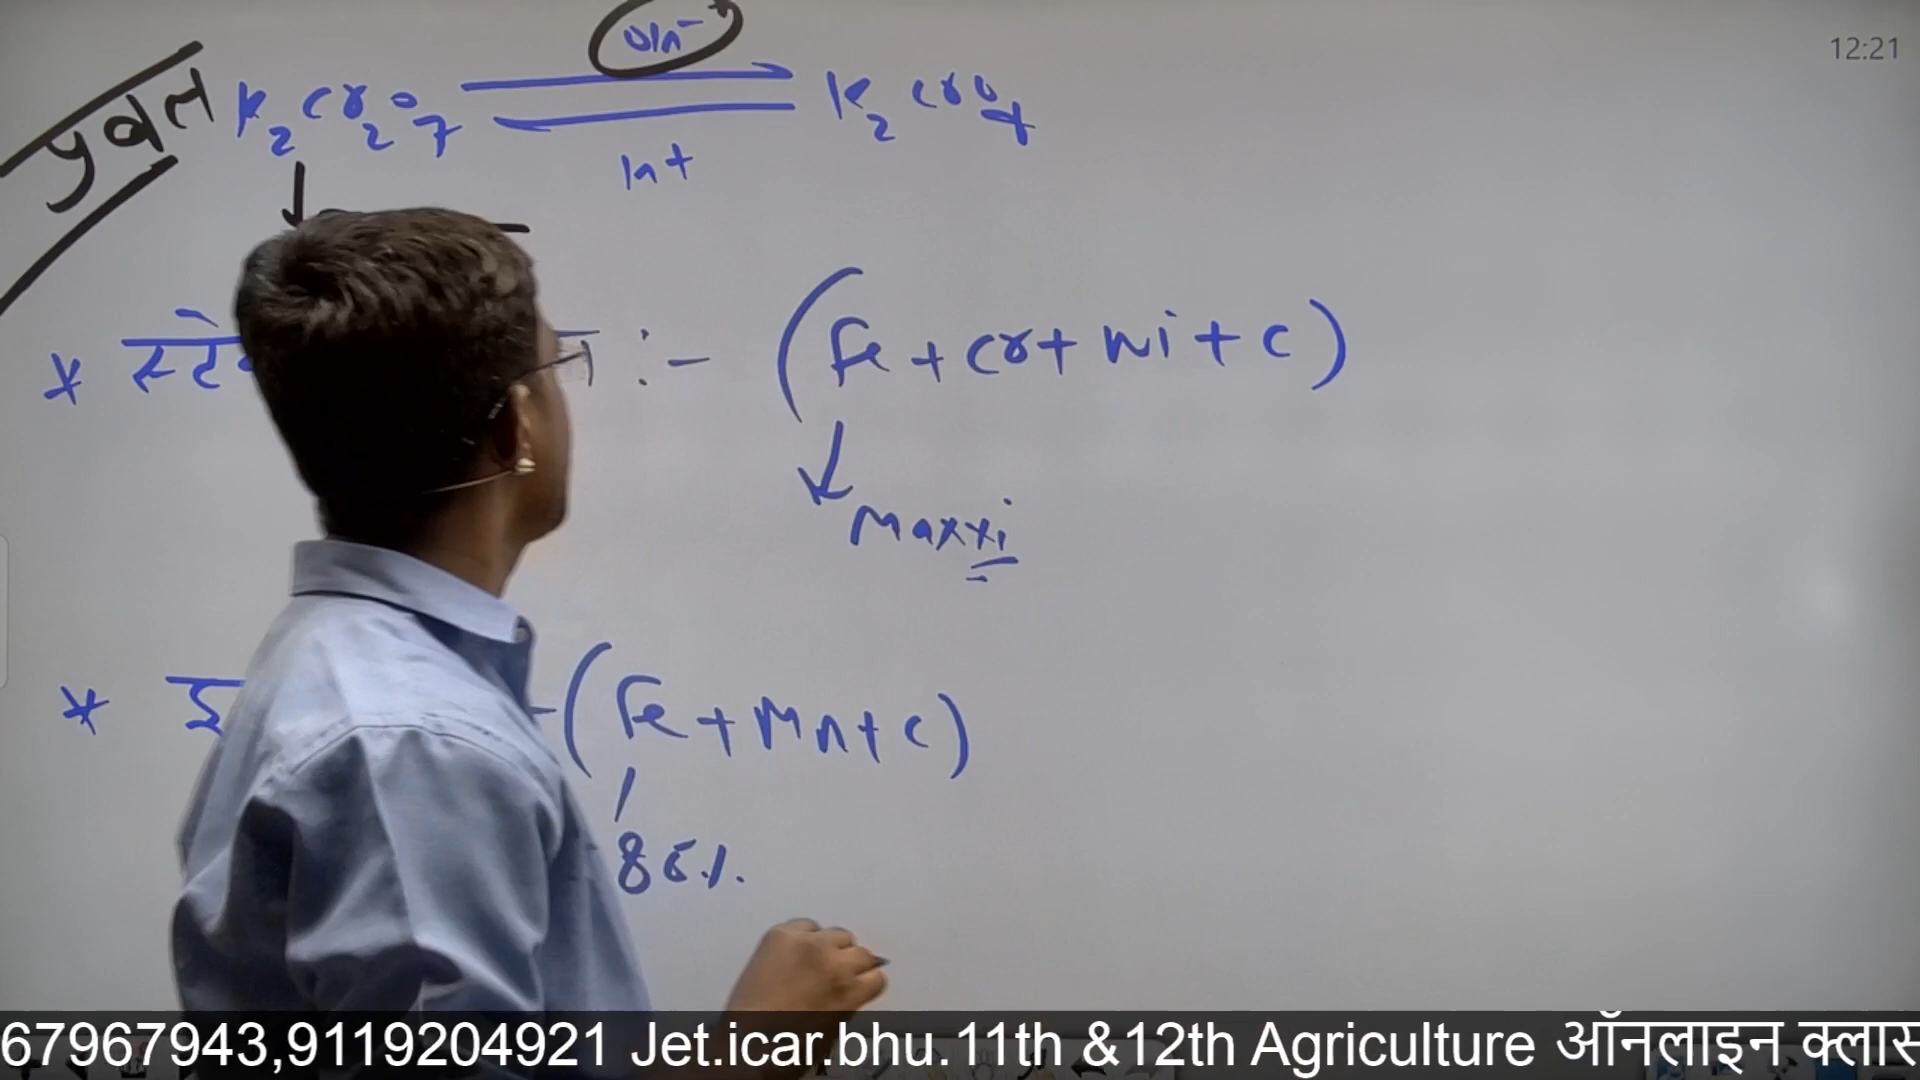 12:21
OH⁻
प्रबल K₂Cr₂O₇ ⇌ K₂CrO₄
H+
* स्टे :- (Fe + Cr + Ni + C)
Maxxi
* (Fe + Mn + C)
86%.
67967943,9119204921 Jet.icar.bhu.11th &12th Agriculture ऑनलाइन क्लास